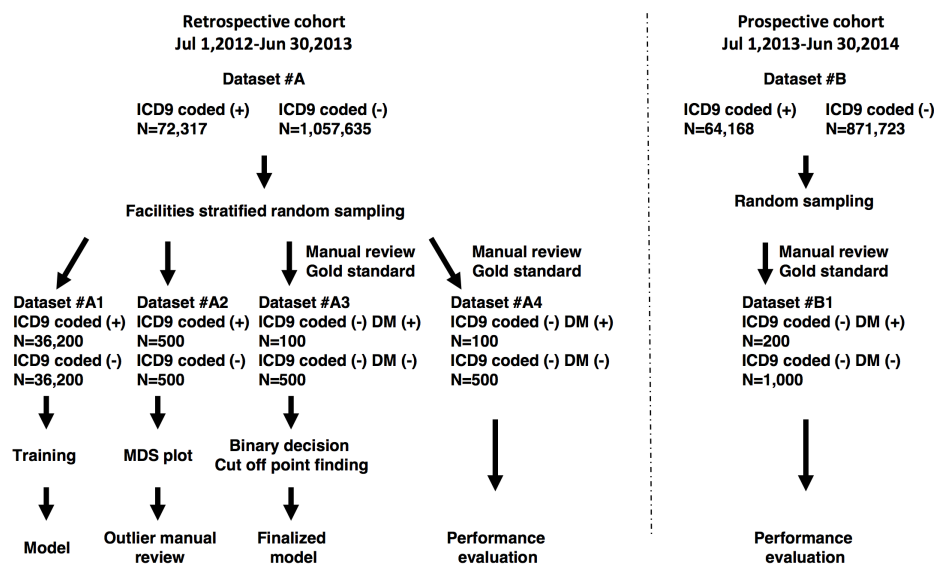 Retrospective cohort
Jul 1,2012-Jun 30,2013
Dataset #A
ICD9 coded (+)
N=72,317
ICD9 coded (-)
N=1,057,635
Facilities stratified random sampling
Manual review
Gold standard
Manual review
Gold standard
Dataset #A1
ICD9 coded (+)
N=36,200
ICD9 coded (-)
N=36,200
Training
Model
Dataset #A2
ICD9 coded (+)
N=500
ICD9 coded (-)
N=500
MDS plot
Outlier manual
review
Dataset #A3
ICD9 coded (-) DM (+)
N=100
ICD9 coded (-) DM (-)
N=500
Binary decision
Cut off point finding
Finalized
model
Dataset #A4
ICD9 coded (-) DM (+)
N=100
ICD9 coded (-) DM (-)
N=500
Performance
evaluation
Prospective cohort
Jul 1,2013-Jun 30,2014
Dataset #B
ICD9 coded (+)
N=64,168
ICD9 coded (-)
N=871,723
Random sampling
Manual review
Gold standard
Dataset #B1
ICD9 coded (-) DM (+)
N=200
ICD9 coded (-) DM (-)
N=1,000
Performance
evaluation